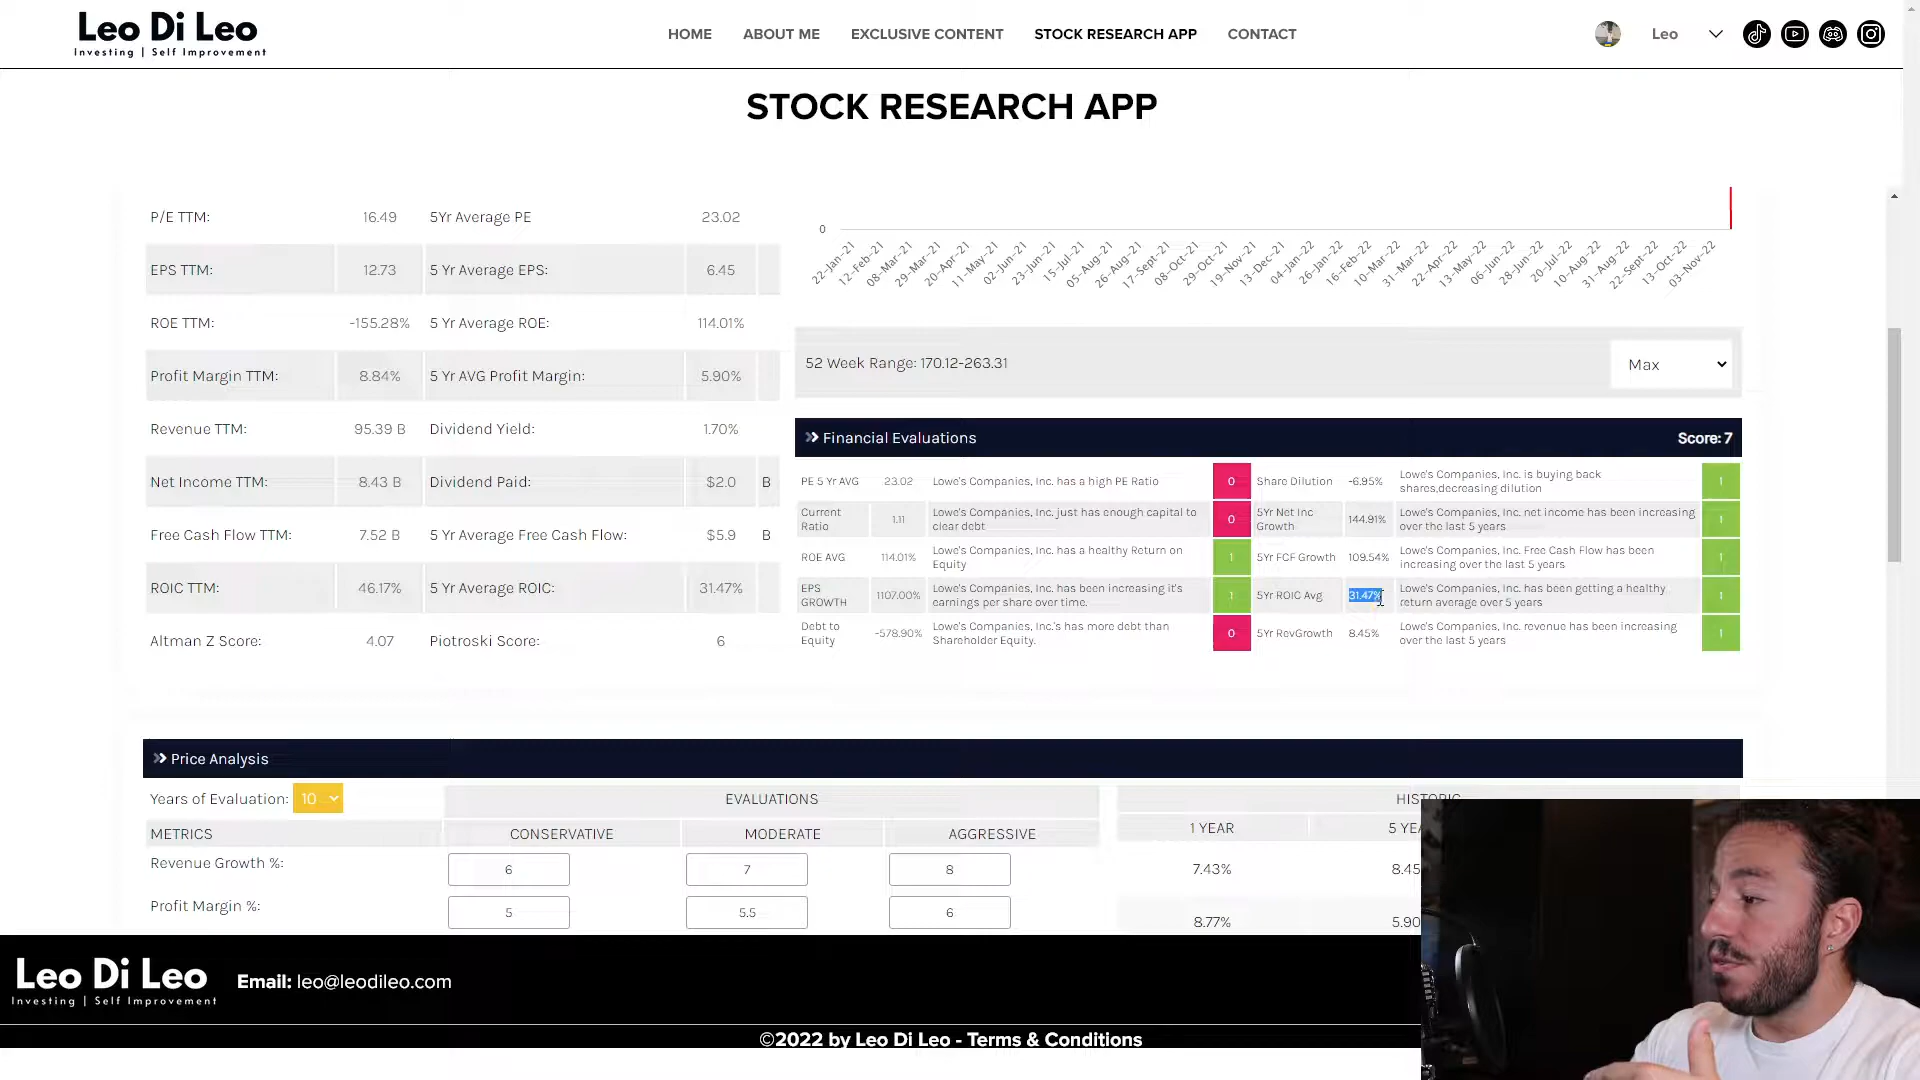 Leo Di Leo
Investing | Self Improvement
HOME
ABOUT ME
EXCLUSIVE CONTENT
STOCK RESEARCH APP
CONTACT
Leo
STOCK RESEARCH APP
P/E TTM: 16.49 5Yr Average PE 23.02
EPS TTM: 12.73 5 Yr Average EPS: 6.45
ROE TTM: -155.28% 5 Yr Average ROE: 114.01%
Profit Margin TTM: 8.84% 5 Yr AVG Profit Margin: 5.90%
Revenue TTM: 95.39 B Dividend Yield: 1.70%
Net Income TTM: 8.43 B Dividend Paid: $2.0 B
Free Cash Flow TTM: 7.52 B 5 Yr Average Free Cash Flow: $5.9 B
ROIC TTM: 46.17% 5 Yr Average ROIC: 31.47%
Altman Z Score: 4.07 Piotroski Score: 6
0
22-Jan-21
12-Feb-21
08-Mar-21
29-Mar-21
20-Apr-21
11-May-21
02-Jun-21
23-Jun-21
15-Jul-21
05-Aug-21
26-Aug-21
17-Sept-21
08-Oct-21
29-Oct-21
19-Nov-21
13-Dec-21
04-Jan-22
26-Jan-22
16-Feb-22
10-Mar-22
31-Mar-22
22-Apr-22
13-May-22
06-Jun-22
28-Jun-22
20-Jul-22
10-Aug-22
31-Aug-22
22-Sept-22
13-Oct-22
03-Nov-22
52 Week Range: 170.12-263.31
Max
Financial Evaluations
Score: 7
PE 5 Yr AVG 23.02 Lowe's Companies, Inc. has a high PE Ratio 0
Share Dilution -6.95% Lowe's Companies, Inc. is buying back
shares,decreasing dilution 1
Current
Ratio 1.11 Lowe's Companies, Inc. just has enough capital to
clear debt 0
5Yr Net Inc
Growth 144.91% Lowe's Companies, Inc. net income has been increasing
over the last 5 years 1
ROE AVG 114.01% Lowe's Companies, Inc. has a healthy Return on
Equity 1
5Yr FCF Growth 109.54% Lowe's Companies, Inc. Free Cash Flow has been
increasing over the last 5 years 1
EPS
GROWTH 1107.00% Lowe's Companies, Inc. has been increasing it's
earnings per share over time. 1
5Yr ROIC Avg 31.47% Lowe's Companies, Inc. has been getting a healthy
return average over 5 years 1
Debt to
Equity -578.90% Lowe's Companies, Inc.'s has more debt than
Shareholder Equity. 0
5Yr RevGrowth 8.45% Lowe's Companies, Inc. revenue has been increasing
over the last 5 years 1
Price Analysis
Years of Evaluation: 10
EVALUATIONS
METRICS CONSERVATIVE MODERATE AGGRESSIVE
1 YEAR 5
Revenue Growth %: 6 7 8 7.43% 8.45
Profit Margin %: 5 5.5 6 8.77% 5.90
Leo Di Leo
Investing | Self Improvement
Email: leo@leodileo.com
©2022 by Leo Di Leo - Terms & Conditions